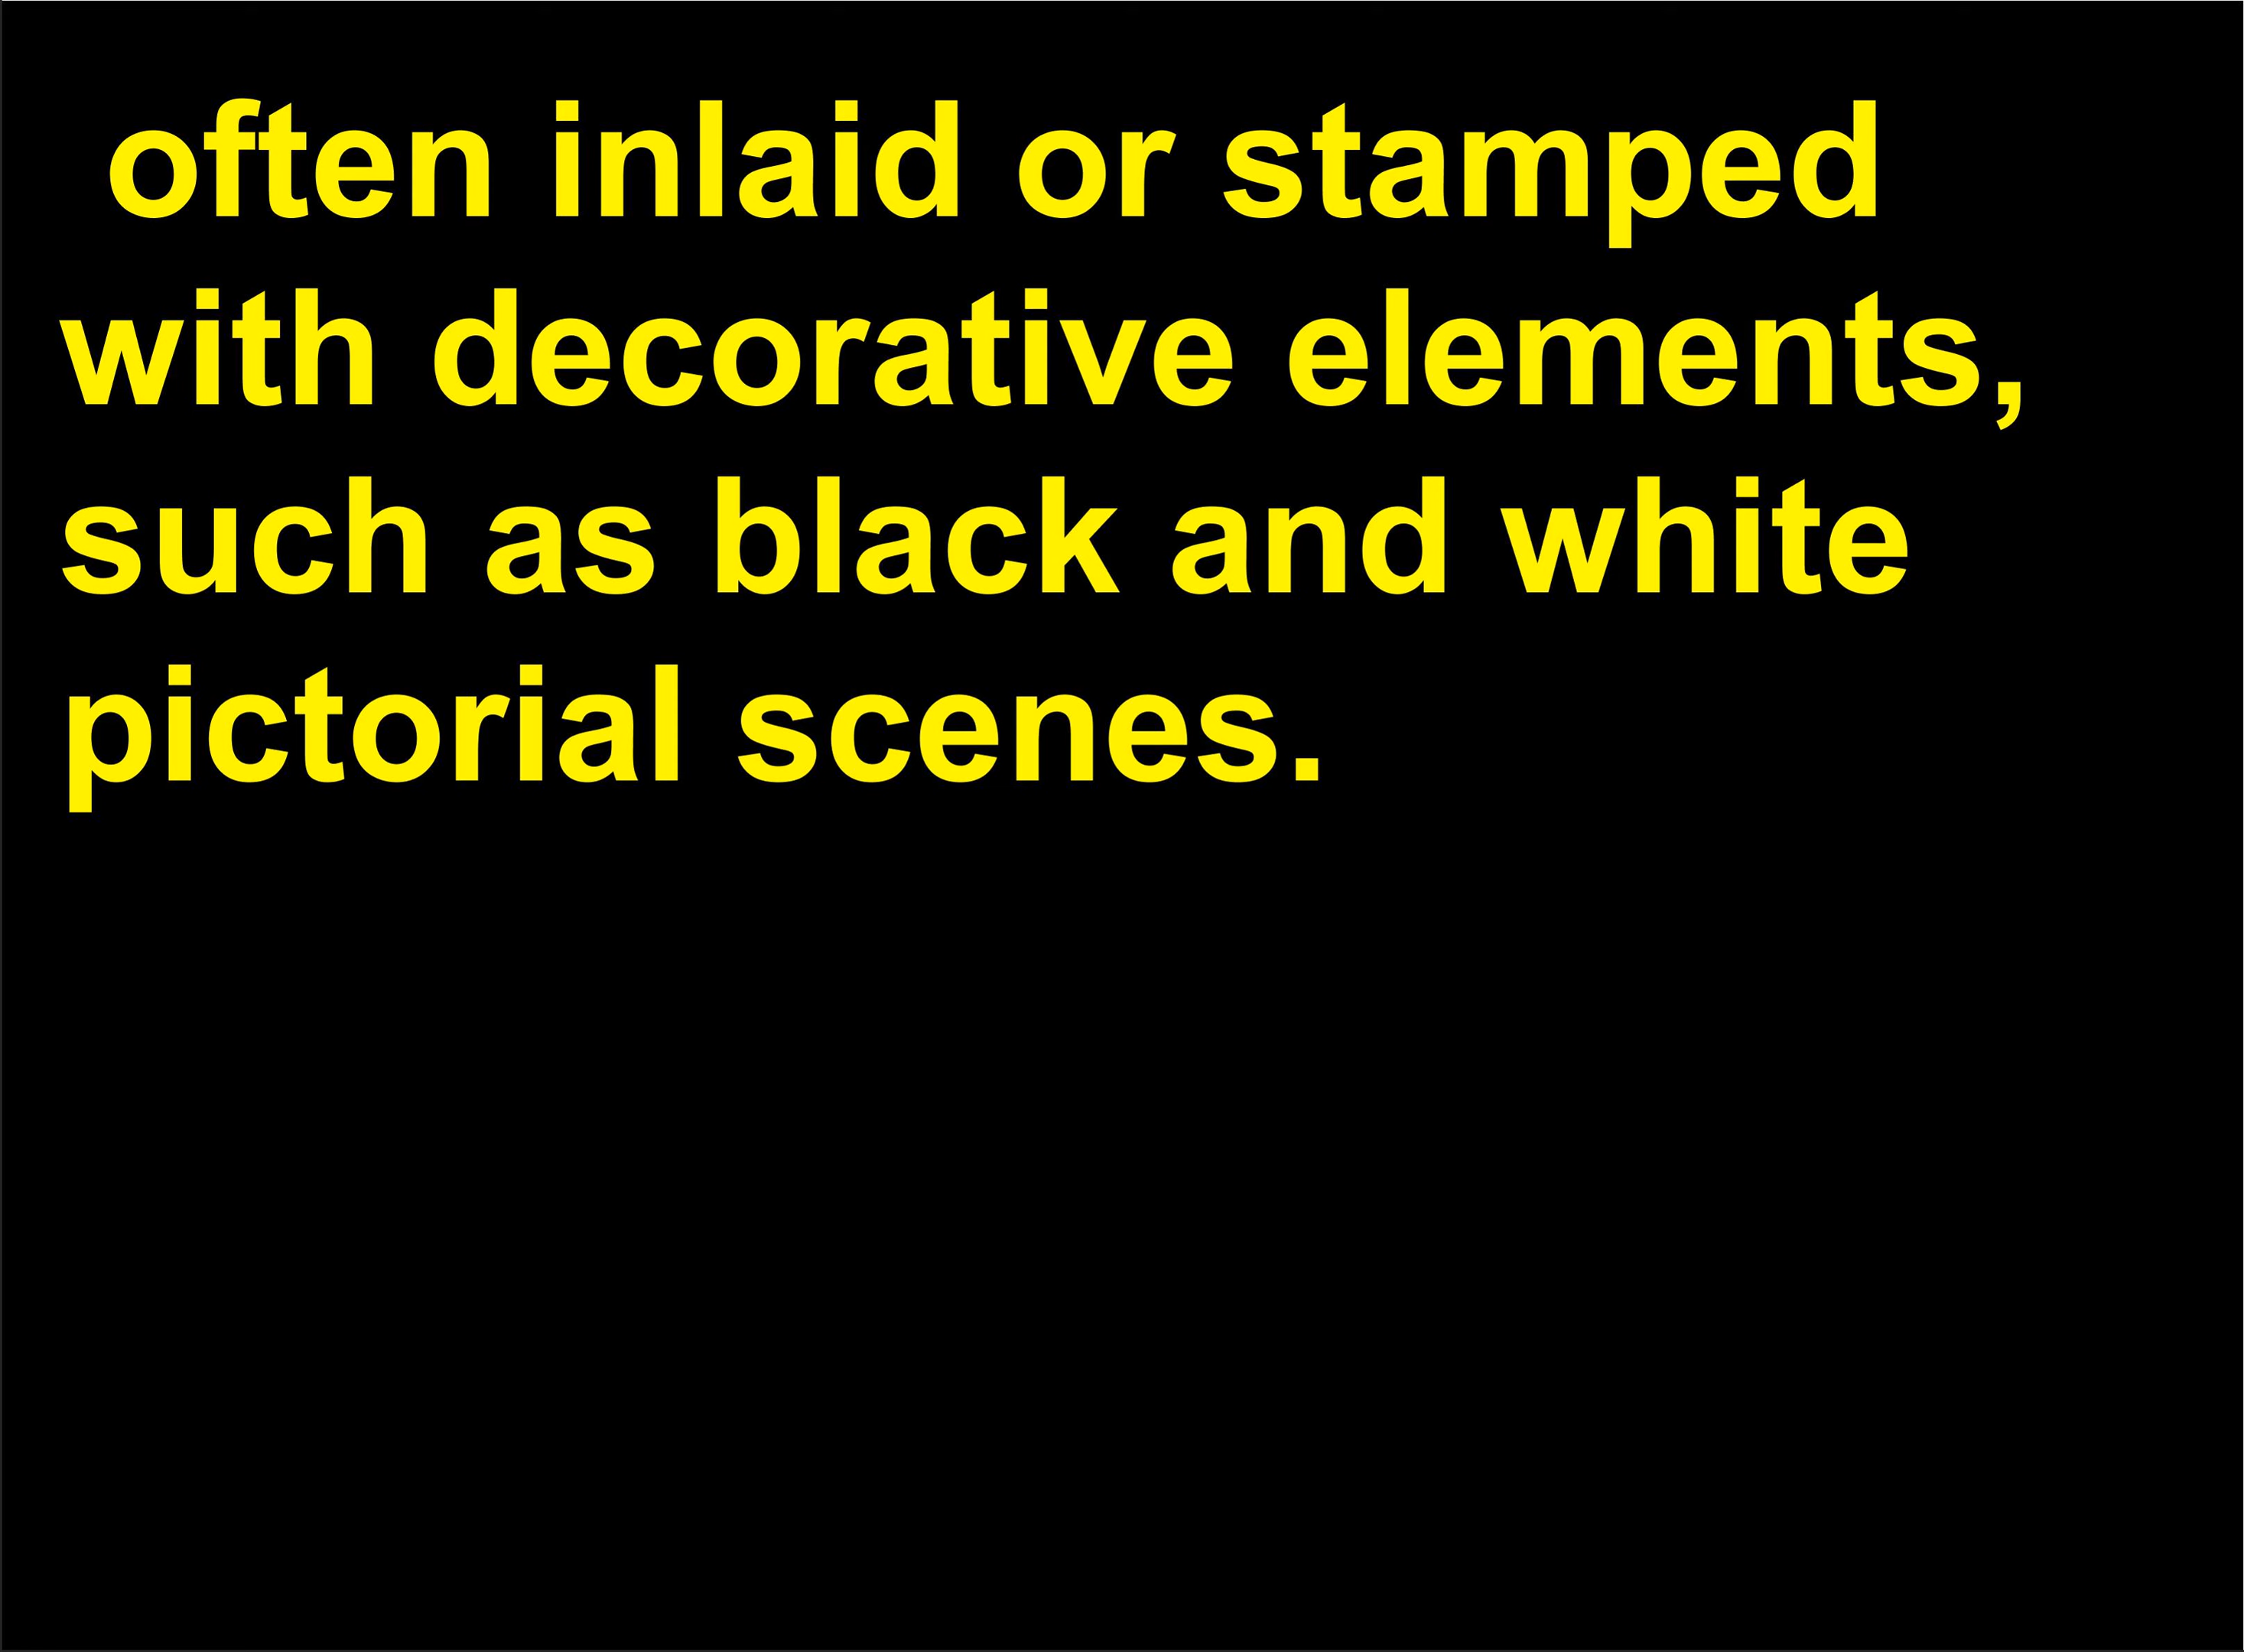 often inlaid or stamped
with decorative elements,
such as black and white
pictorial scenes.